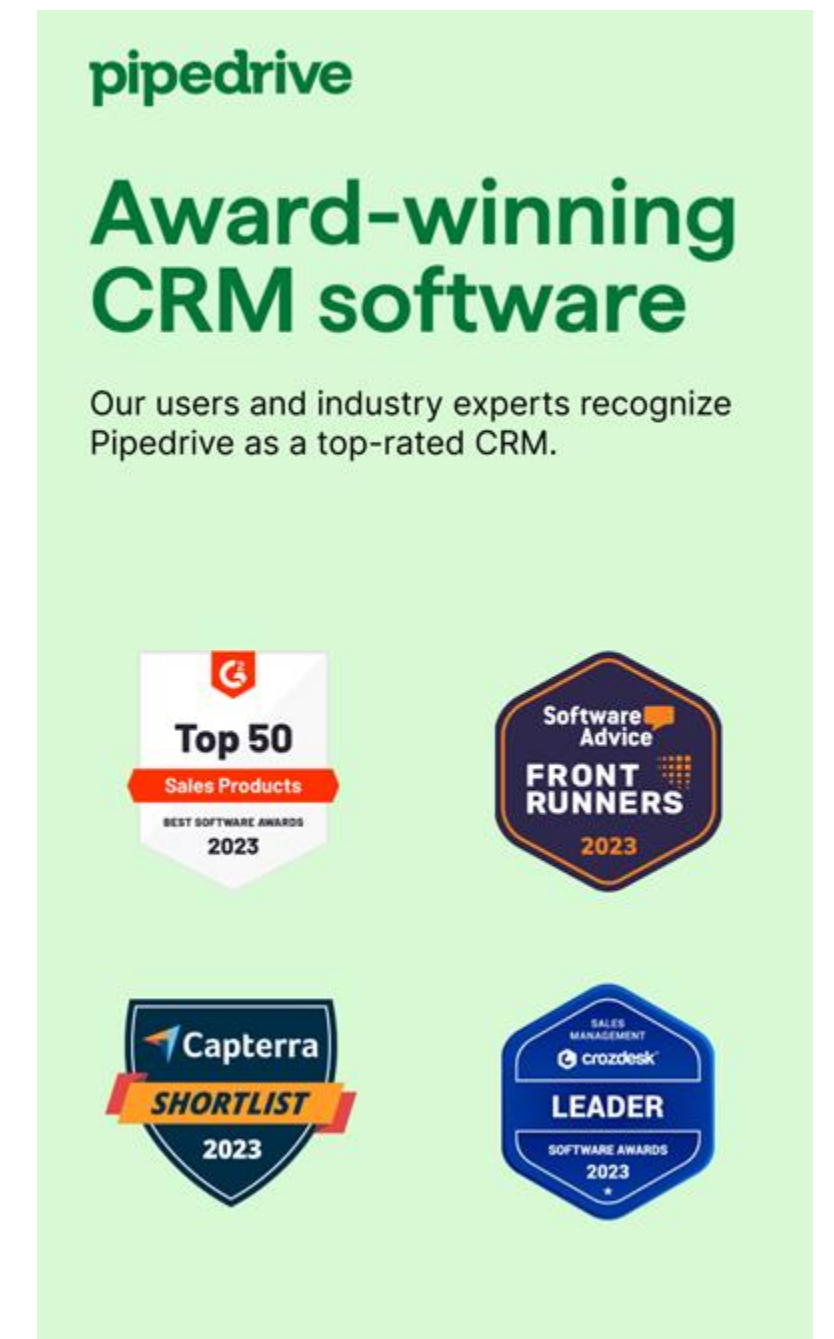 pipedrive
Award-winning
CRM software
Our users and industry experts recognize
Pipedrive as a top-rated CRM.
G2
Top 50
Sales Products
BEST SOFTWARE AWARDS
2023
Software
Advice
FRONT
RUNNERS
2023
Capterra
SHORTLIST
2023
SALES
MANAGEMENT
crozdesk
LEADER
SOFTWARE AWARDS
2023